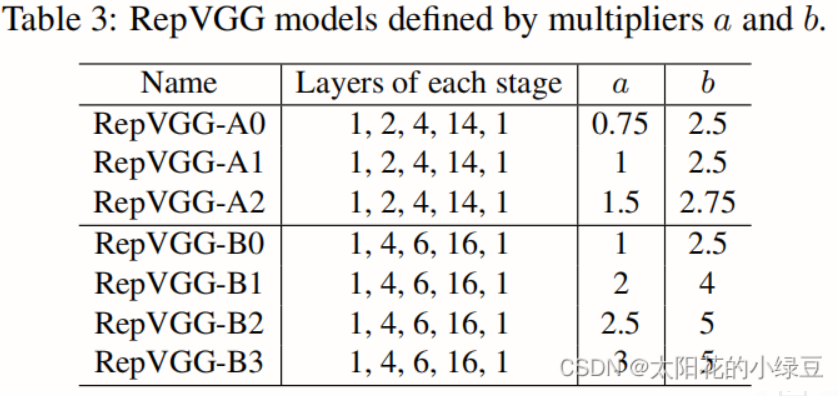 Table 3: RepVGG models defined by multipliers a and b.
Name Layers of each stage a b
RepVGG-A0 1, 2, 4, 14, 1 0.75 2.5
RepVGG-A1 1, 2, 4, 14, 1 1 2.5
RepVGG-A2 1, 2, 4, 14, 1 1.5 2.75
RepVGG-B0 1, 4, 6, 16, 1 1 2.5
RepVGG-B1 1, 4, 6, 16, 1 2 4
RepVGG-B2 1, 4, 6, 16, 1 2.5 5
RepVGG-B3 1, 4, 6, 16, 1 3 5
CSDN @太阳花的小绿豆